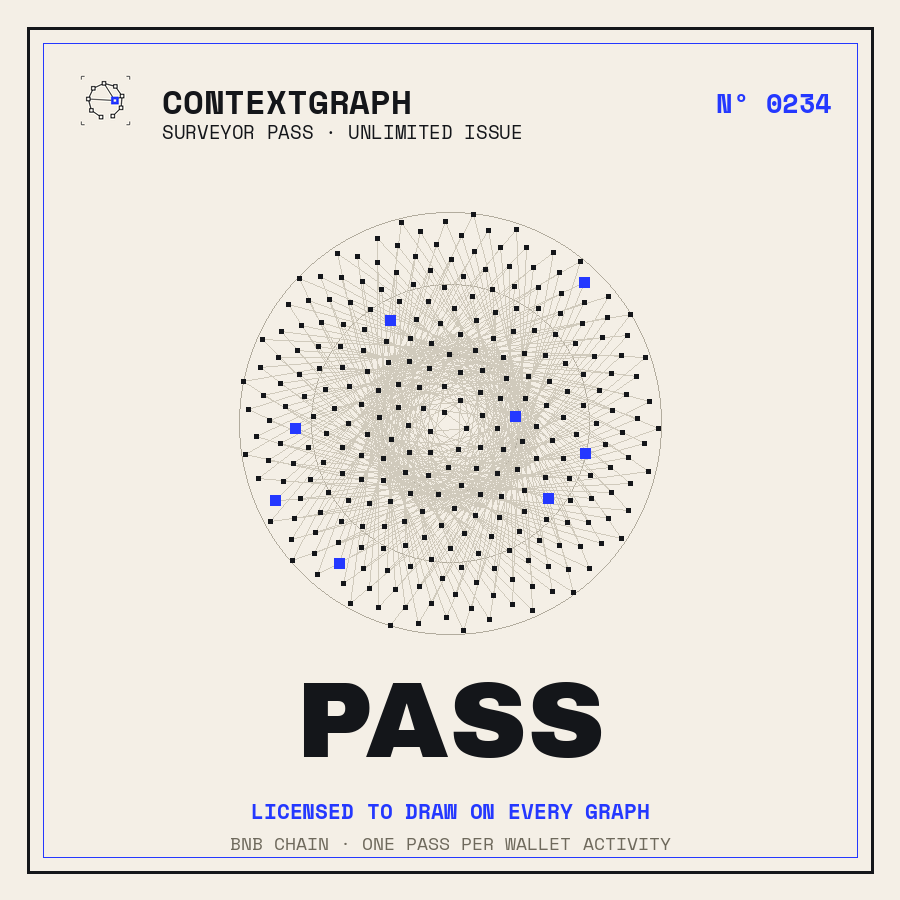 CONTEXTGRAPH
N° 0234
SURVEYOR PASS · UNLIMITED ISSUE
PASS
LICENSED TO DRAW ON EVERY GRAPH
BNB CHAIN · ONE PASS PER WALLET ACTIVITY